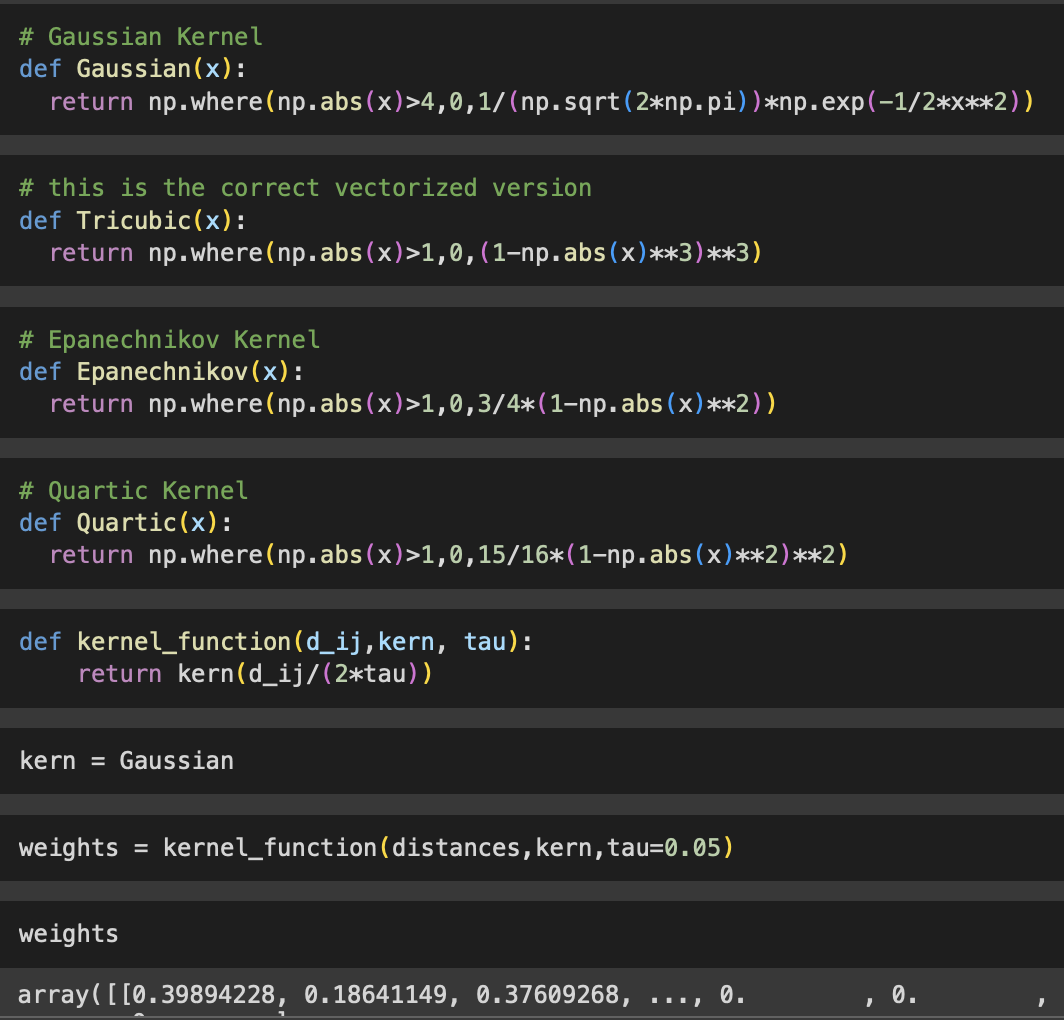 # Gaussian Kernel
def Gaussian(x):
  return np.where(np.abs(x)>4,0,1/(np.sqrt(2*np.pi))*np.exp(-1/2*x**2))
# this is the correct vectorized version
def Tricubic(x):
  return np.where(np.abs(x)>1,0,(1-np.abs(x)**3)**3)
# Epanechnikov Kernel
def Epanechnikov(x):
  return np.where(np.abs(x)>1,0,3/4*(1-np.abs(x)**2))
# Quartic Kernel
def Quartic(x):
  return np.where(np.abs(x)>1,0,15/16*(1-np.abs(x)**2)**2)
def kernel_function(d_ij,kern, tau):
    return kern(d_ij/(2*tau))
kern = Gaussian
weights = kernel_function(distances,kern,tau=0.05)
weights
array([[0.39894228, 0.18641149, 0.37609268, ..., 0.        , 0.        ,